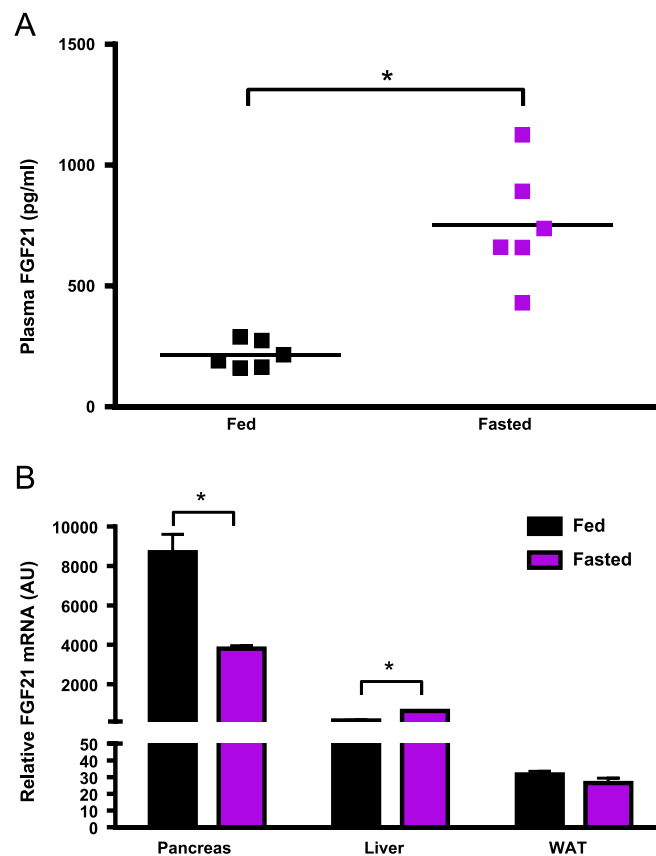 A
1500
*
1000
Plasma FGF21 (pg/ml)
500
0
Fed
Fasted
B
*
10000
Fed
8000
Fasted
6000
Relative FGF21 mRNA (AU)
4000
*
2000
50
40
30
20
10
0
Pancreas
Liver
WAT